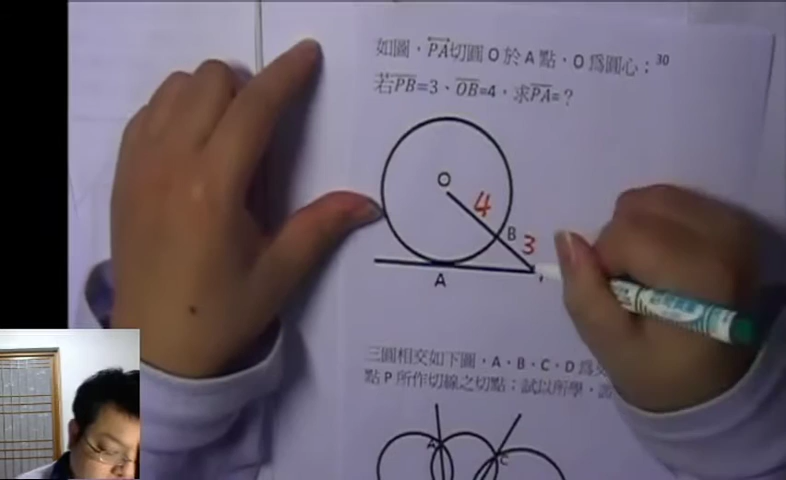 如圖，PA切圓O於A點，O為圓心；30
若PB=3、OB=4，求PA=？
O
4
B
3
A
三圓相交如下圖，A、B、C、D為
點P所作切線之切點；試以所學，
A
C